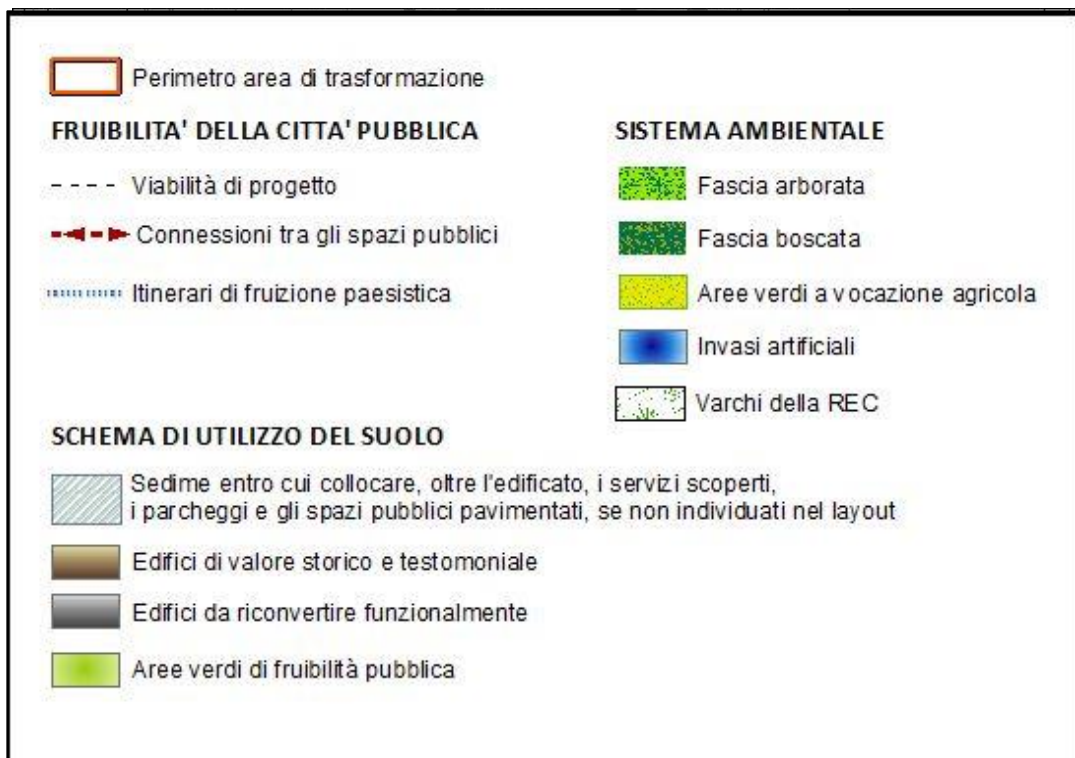 Perimetro area di trasformazione
FRUIBILITA' DELLA CITTA' PUBBLICA
Viabilità di progetto
Connessioni tra gli spazi pubblici
Itinerari di fruizione paesistica
SISTEMA AMBIENTALE
Fascia arborata
Fascia boscata
Aree verdi a vocazione agricola
Invasi artificiali
Varchi della REC
SCHEMA DI UTILIZZO DEL SUOLO
Sedime entro cui collocare, oltre l'edificato, i servizi scoperti,
i parcheggi e gli spazi pubblici pavimentati, se non individuati nel layout
Edifici di valore storico e testomoniale
Edifici da riconvertire funzionalmente
Aree verdi di fruibilità pubblica